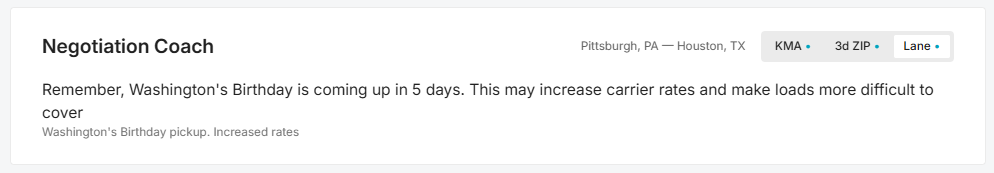 Negotiation Coach
Pittsburgh, PA — Houston, TX
KMA
3d ZIP
Lane
Remember, Washington's Birthday is coming up in 5 days. This may increase carrier rates and make loads more difficult to
cover
Washington's Birthday pickup. Increased rates